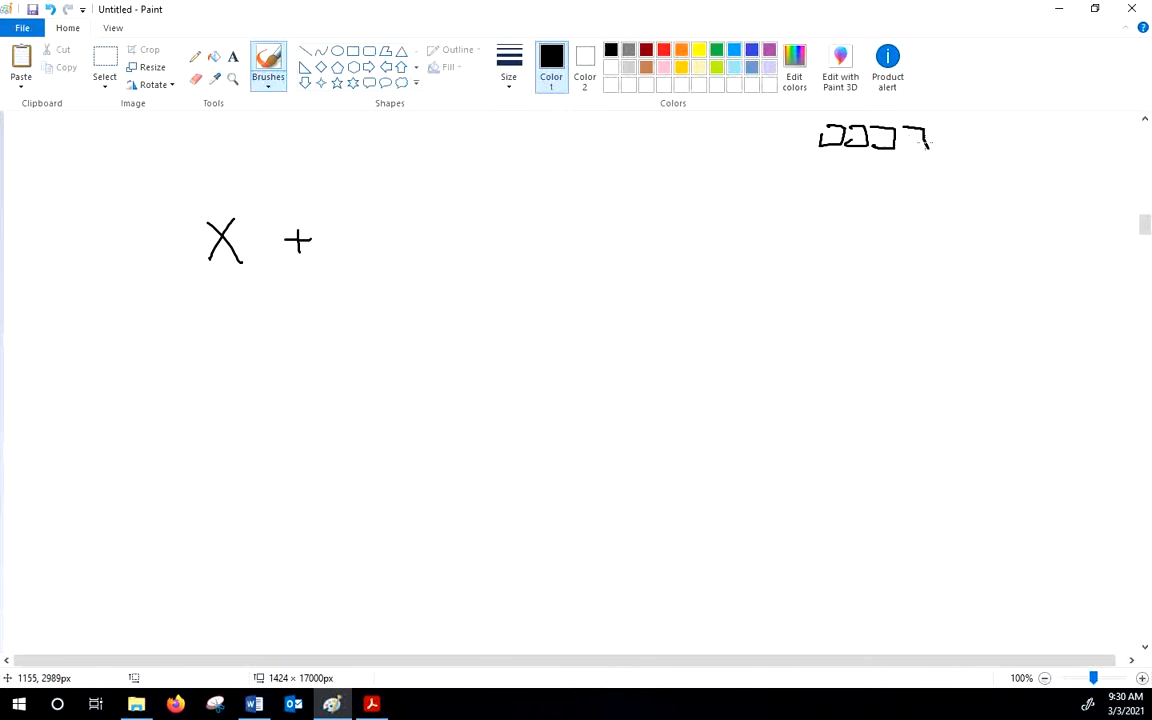 Untitled - Paint
File Home View
Paste
Cut
Copy
Clipboard
Select
Crop
Resize
Rotate
Image
Tools
Brushes
Shapes
Outline
Fill
Size
Color 1
Color 2
Colors
Edit colors
Edit with Paint 3D
Product alert
X +
1155, 2989px
1424 × 17000px
100%
9:30 AM
3/3/2021